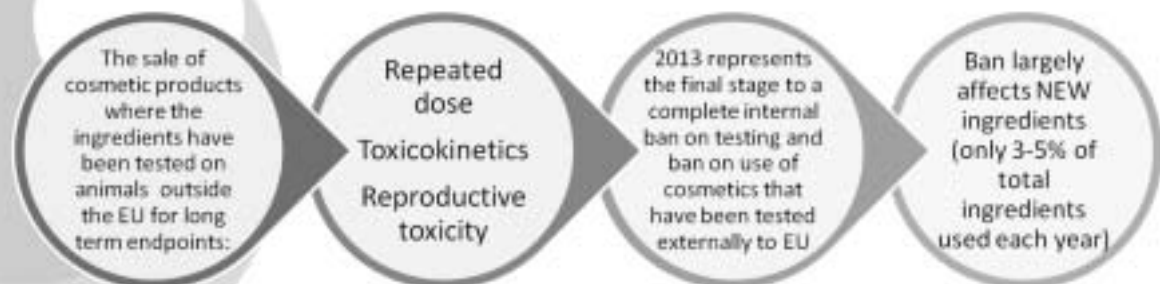 The sale of
cosmetic products
where the
ingredients have
been tested on
animals outside
the EU for long
term endpoints:
Repeated
dose
Toxicokinetics
Reproductive
toxicity
2013 represents
the final stage to a
complete internal
ban on testing and
ban on use of
cosmetics that
have been tested
externally to EU
Ban largely
affects NEW
ingredients
(only 3-5% of
total
ingredients
used each year)